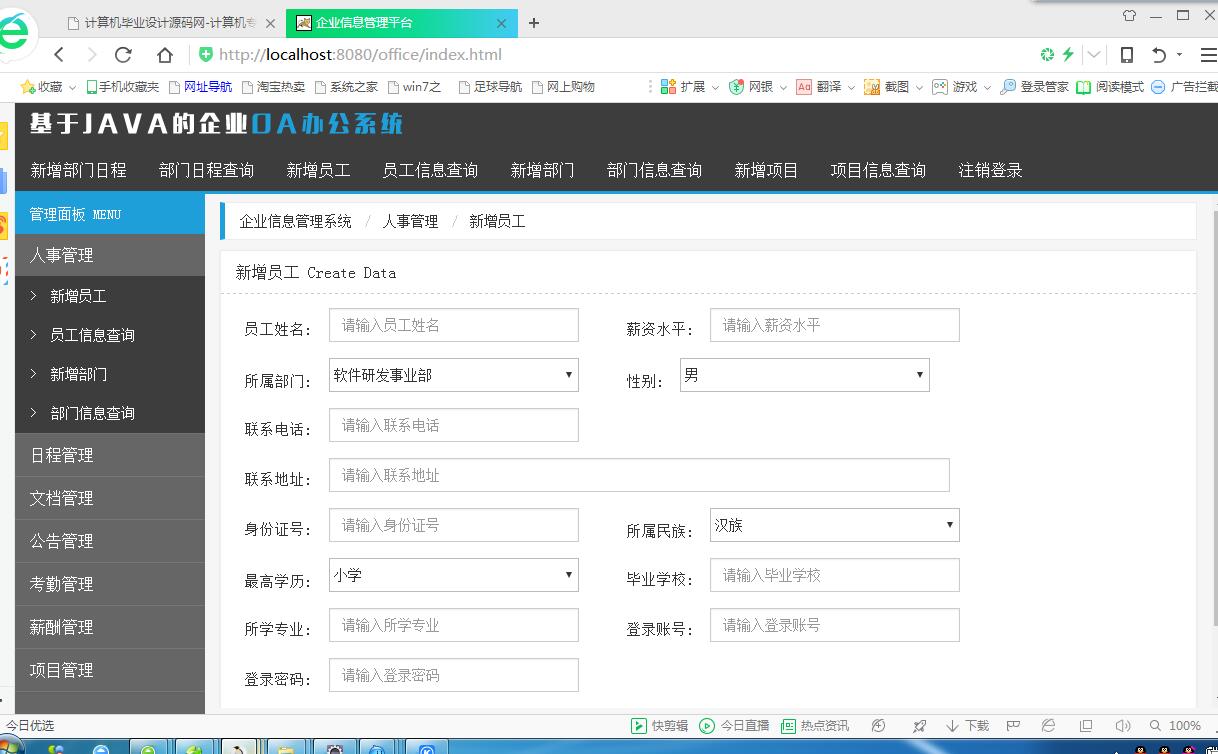 计算机毕业设计源码网-计算机专
企业信息管理平台
http://localhost:8080/office/index.html
收藏 手机收藏夹 网址导航 淘宝热卖 系统之家 win7之 足球导航 网上购物 扩展 网银 翻译 截图 游戏 登录管家 阅读模式 广告拦截
基于JAVA的企业OA办公系统
新增部门日程 部门日程查询 新增员工 员工信息查询 新增部门 部门信息查询 新增项目 项目信息查询 注销登录
管理面板 MENU
人事管理
新增员工
员工信息查询
新增部门
部门信息查询
日程管理
文档管理
公告管理
考勤管理
薪酬管理
项目管理
企业信息管理系统 / 人事管理 / 新增员工
新增员工 Create Data
员工姓名: 请输入员工姓名 薪资水平: 请输入薪资水平
所属部门: 软件研发事业部 性别: 男
联系电话: 请输入联系电话
联系地址: 请输入联系地址
身份证号: 请输入身份证号 所属民族: 汉族
最高学历: 小学 毕业学校: 请输入毕业学校
所学专业: 请输入所学专业 登录账号: 请输入登录账号
登录密码: 请输入登录密码
今日优选 快剪辑 今日直播 热点资讯 下载 100%